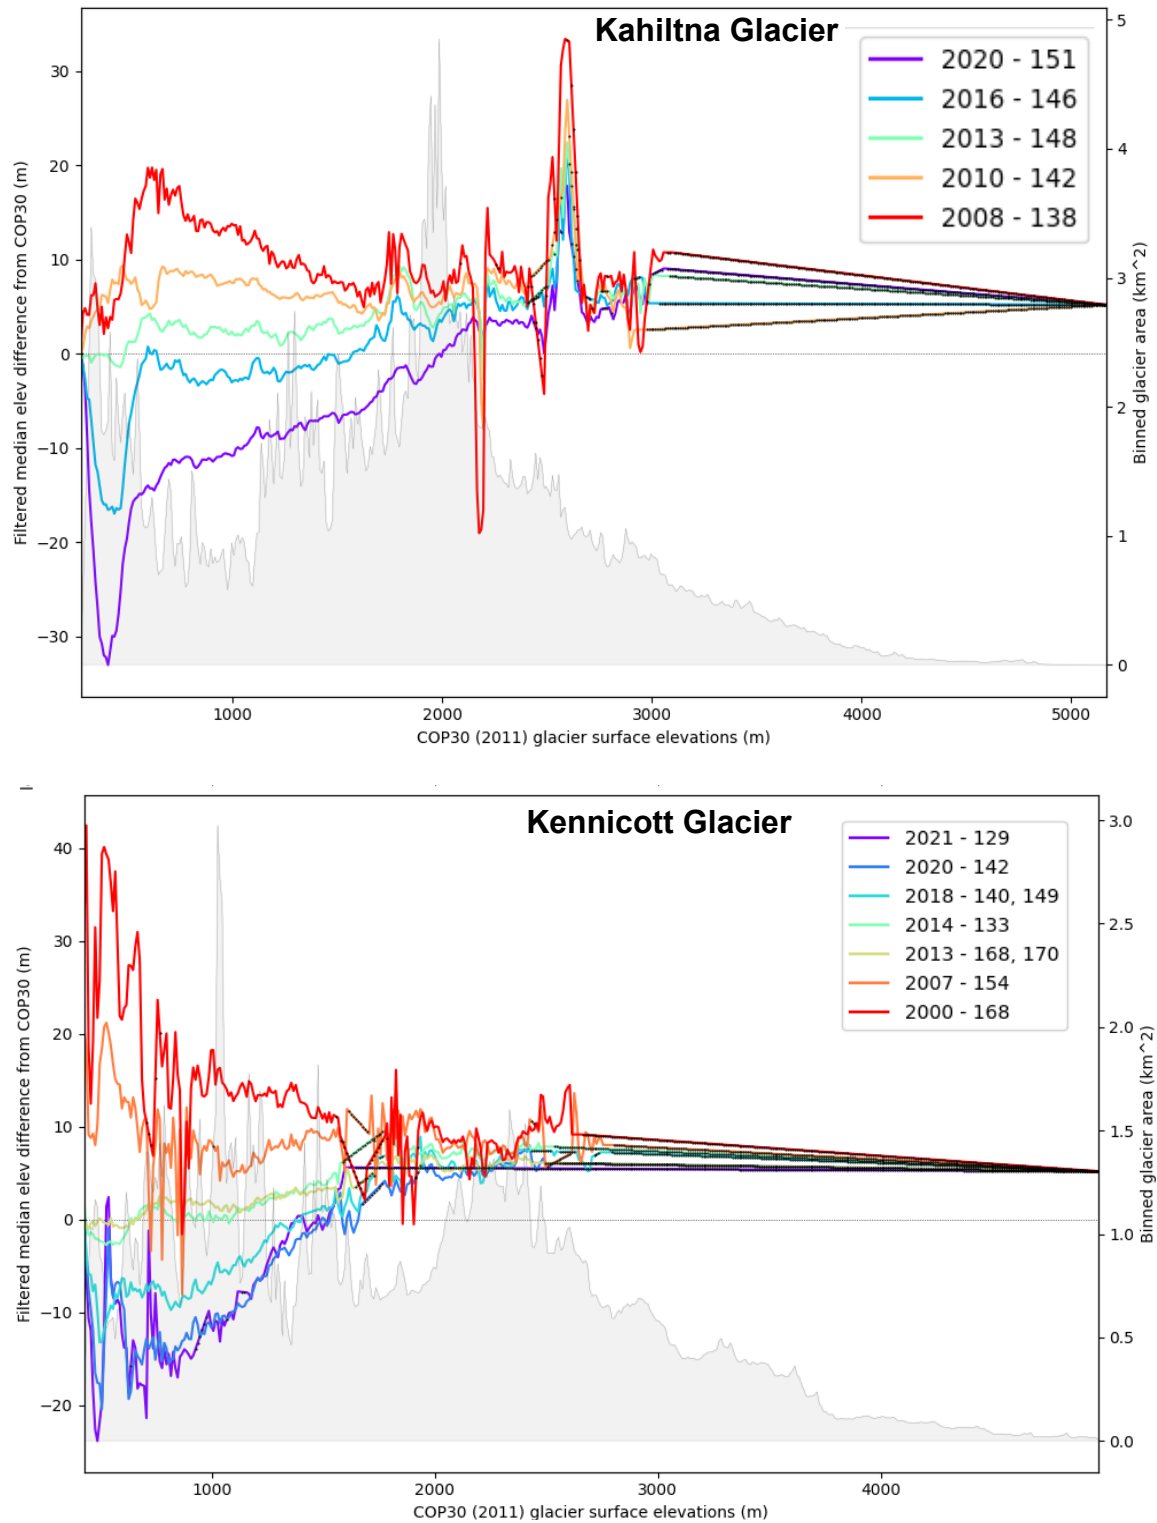 Kahiltna Glacier
2020 - 151
2016 - 146
2013 - 148
2010 - 142
2008 - 138
Filtered median elev difference from COP30 (m)
30
20
10
0
−10
−20
−30
5
4
3
2
1
0
Binned glacier area (km^2)
1000 2000 3000 4000 5000
COP30 (2011) glacier surface elevations (m)
Kennicott Glacier
2021 - 129
2020 - 142
2018 - 140, 149
2014 - 133
2013 - 168, 170
2007 - 154
2000 - 168
Filtered median elev difference from COP30 (m)
40
30
20
10
0
−10
−20
3.0
2.5
2.0
1.5
1.0
0.5
0.0
Binned glacier area (km^2)
1000 2000 3000 4000
COP30 (2011) glacier surface elevations (m)